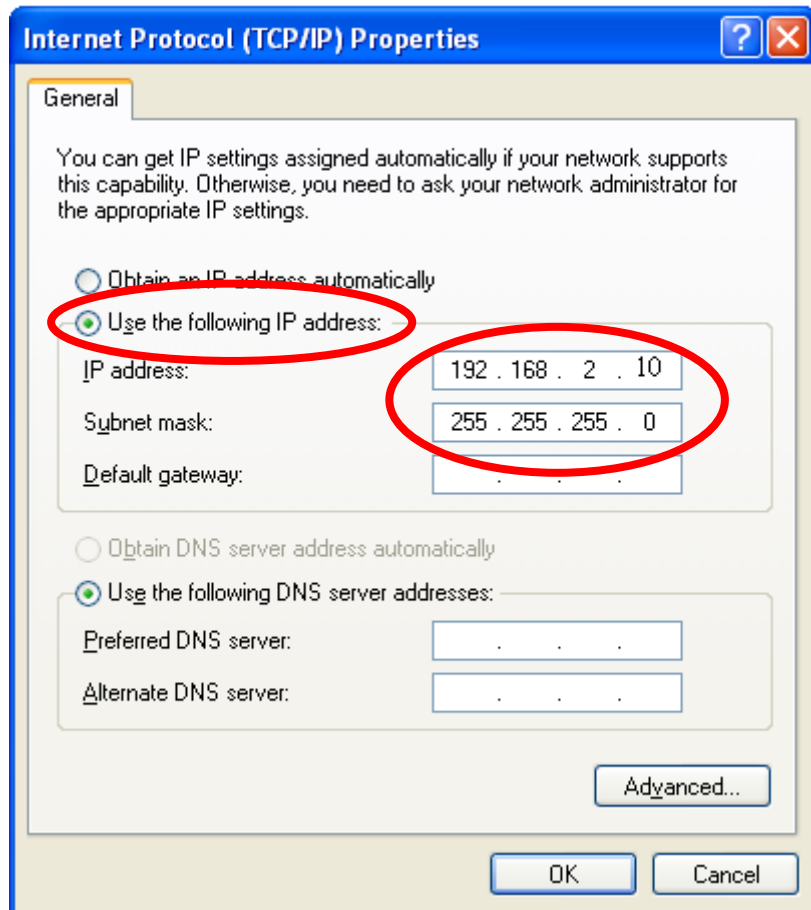 Internet Protocol (TCP/IP) Properties
General
You can get IP settings assigned automatically if your network supports
this capability. Otherwise, you need to ask your network administrator for
the appropriate IP settings.
Obtain an IP address automatically
Use the following IP address:
IP address: 192 . 168 . 2 . 10
Subnet mask: 255 . 255 . 255 . 0
Default gateway: . . .
Obtain DNS server address automatically
Use the following DNS server addresses:
Preferred DNS server: . . .
Alternate DNS server: . . .
Advanced...
OK Cancel